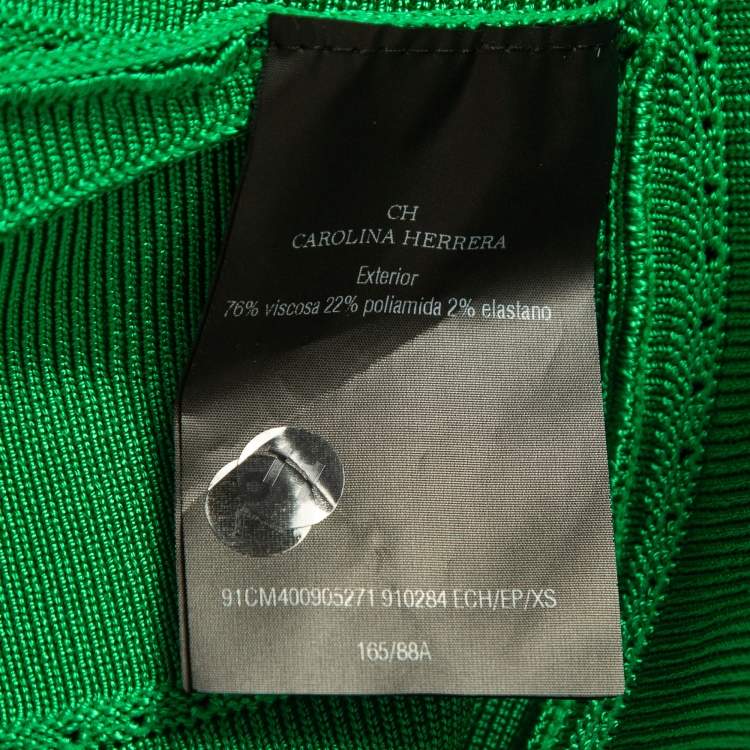 CH
CAROLINA HERRERA
Exterior
76% viscosa 22% poliamida 2% elastano
91CM400905271 910284 ECH/EP/XS
165/88A